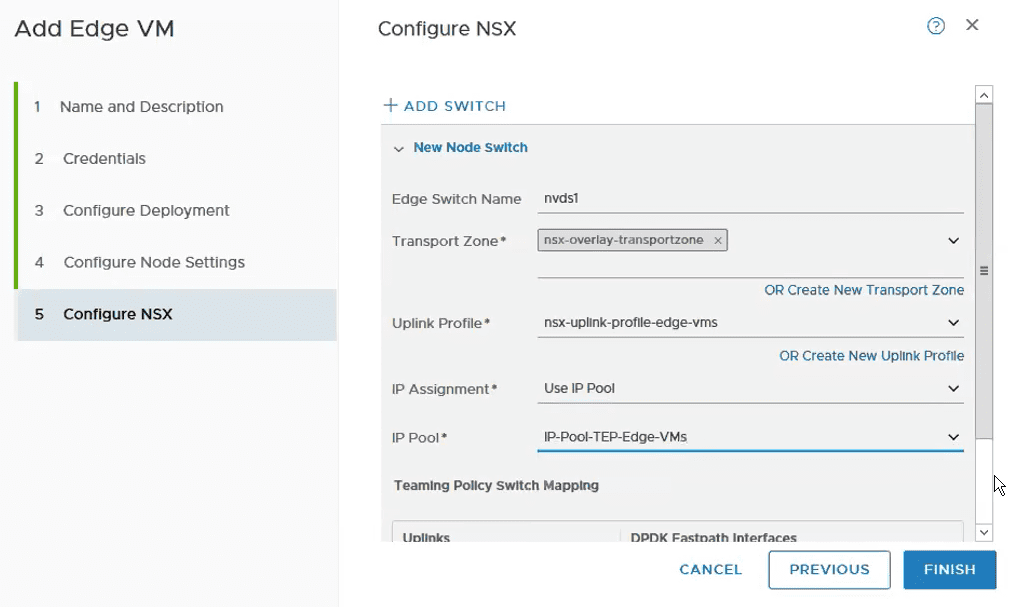 Add Edge VM
1 Name and Description
2 Credentials
3 Configure Deployment
4 Configure Node Settings
5 Configure NSX
Configure NSX
?
+ ADD SWITCH
New Node Switch
Edge Switch Name nvds1
Transport Zone* nsx-overlay-transportzone ×
OR Create New Transport Zone
Uplink Profile* nsx-uplink-profile-edge-vms
OR Create New Uplink Profile
IP Assignment* Use IP Pool
IP Pool* IP-Pool-TEP-Edge-VMs
Teaming Policy Switch Mapping
Uplinks DPDK Fastpath Interfaces
CANCEL PREVIOUS FINISH